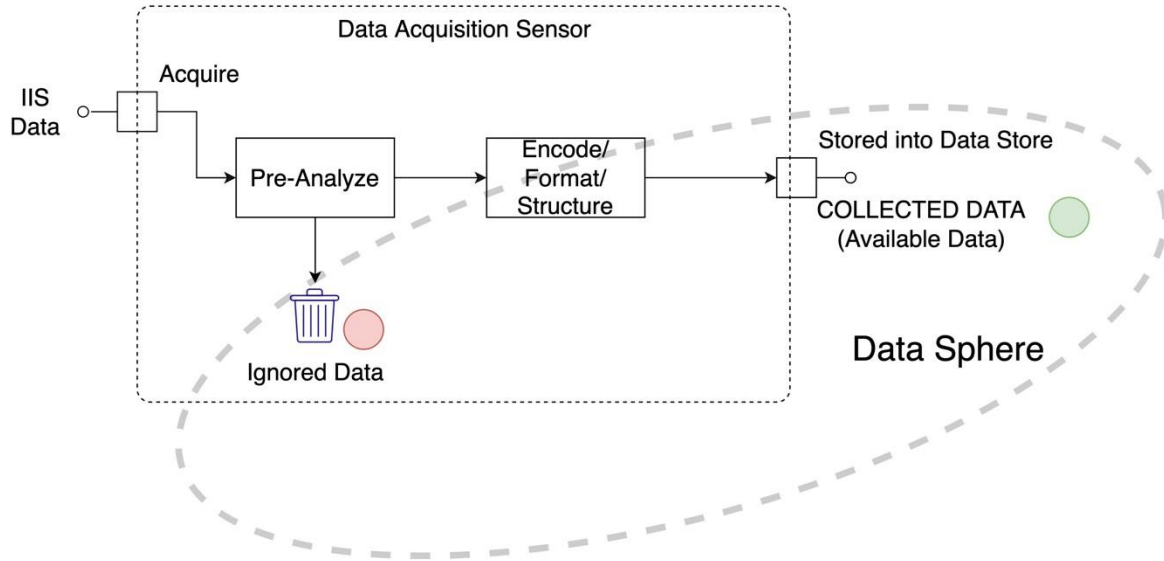 Data Acquisition Sensor
Acquire
IIS
Data
Pre-Analyze
Encode/
Format/
Structure
Stored into Data Store
COLLECTED DATA
(Available Data)
Ignored Data
Data Sphere